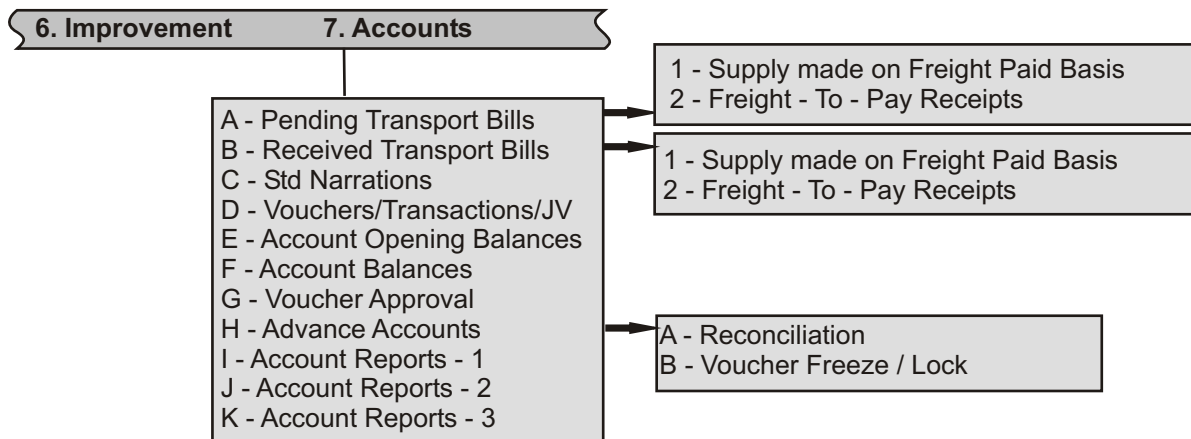 6. Improvement 7. Accounts
A - Pending Transport Bills
B - Received Transport Bills
C - Std Narrations
D - Vouchers/Transactions/JV
E - Account Opening Balances
F - Account Balances
G - Voucher Approval
H - Advance Accounts
I - Account Reports - 1
J - Account Reports - 2
K - Account Reports - 3
1 - Supply made on Freight Paid Basis
2 - Freight - To - Pay Receipts
1 - Supply made on Freight Paid Basis
2 - Freight - To - Pay Receipts
A - Reconciliation
B - Voucher Freeze / Lock